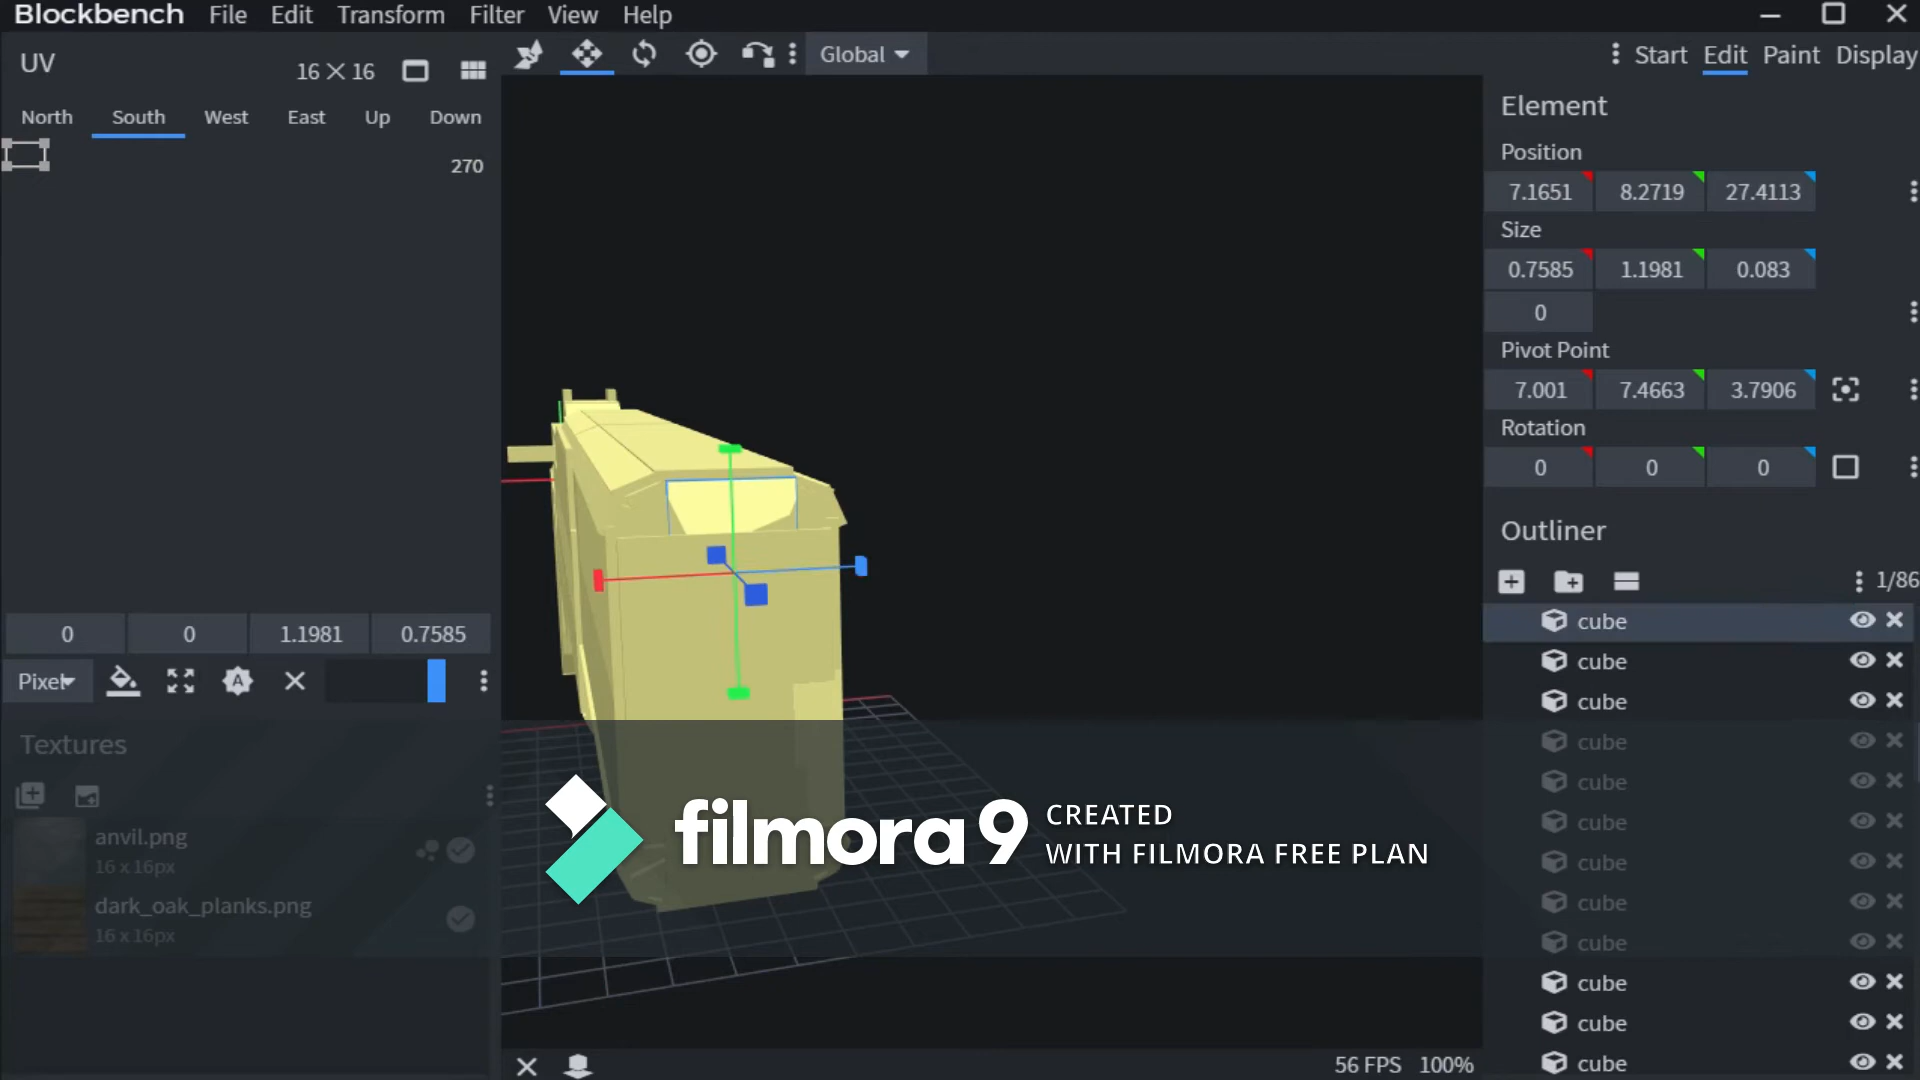 Blockbench File Edit Transform Filter View Help
UV
16 × 16
Global
Start Edit Paint Display
North South West East Up Down
270
Element
Position
7.1651 8.2719 27.4113
Size
0.7585 1.1981 0.083
0
Pivot Point
7.001 7.4663 3.7906
Rotation
0 0 0
Outliner
1/86
cube
cube
cube
cube
cube
cube
cube
cube
cube
cube
cube
cube
0 0 1.1981 0.7585
Pixel
Textures
anvil.png
16 x 16px
dark_oak_planks.png
16 x 16px
filmora 9
CREATED
WITH FILMORA FREE PLAN
56 FPS 100%